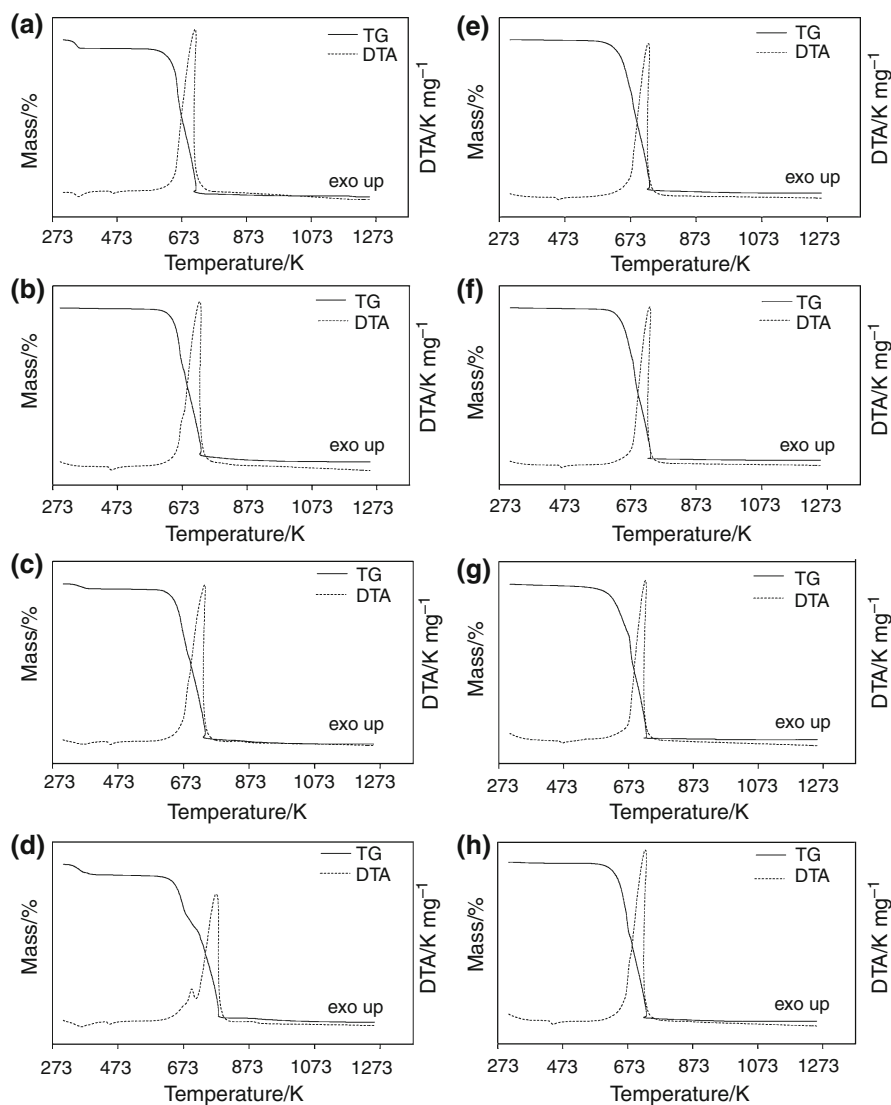 (a)
TG
DTA
Mass/%
DTA/K mg⁻¹
exo up
273 473 673 873 1073 1273
Temperature/K
(e)
TG
DTA
Mass/%
DTA/K mg⁻¹
exo up
273 473 673 873 1073 1273
Temperature/K
(b)
TG
DTA
Mass/%
DTA/K mg⁻¹
exo up
273 473 673 873 1073 1273
Temperature/K
(f)
TG
DTA
Mass/%
DTA/K mg⁻¹
exo up
273 473 673 873 1073 1273
Temperature/K
(c)
TG
DTA
Mass/%
DTA/K mg⁻¹
exo up
273 473 673 873 1073 1273
Temperature/K
(g)
TG
DTA
Mass/%
DTA/K mg⁻¹
exo up
273 473 673 873 1073 1273
Temperature/K
(d)
TG
DTA
Mass/%
DTA/K mg⁻¹
exo up
273 473 673 873 1073 1273
Temperature/K
(h)
TG
DTA
Mass/%
DTA/K mg⁻¹
exo up
273 473 673 873 1073 1273
Temperature/K